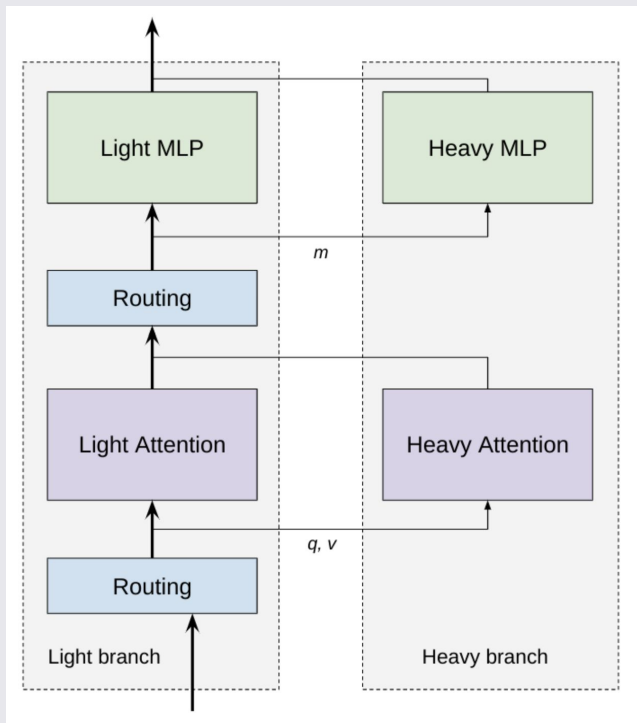 Light MLP
Heavy MLP
m
Routing
Light Attention
Heavy Attention
q, v
Routing
Light branch
Heavy branch